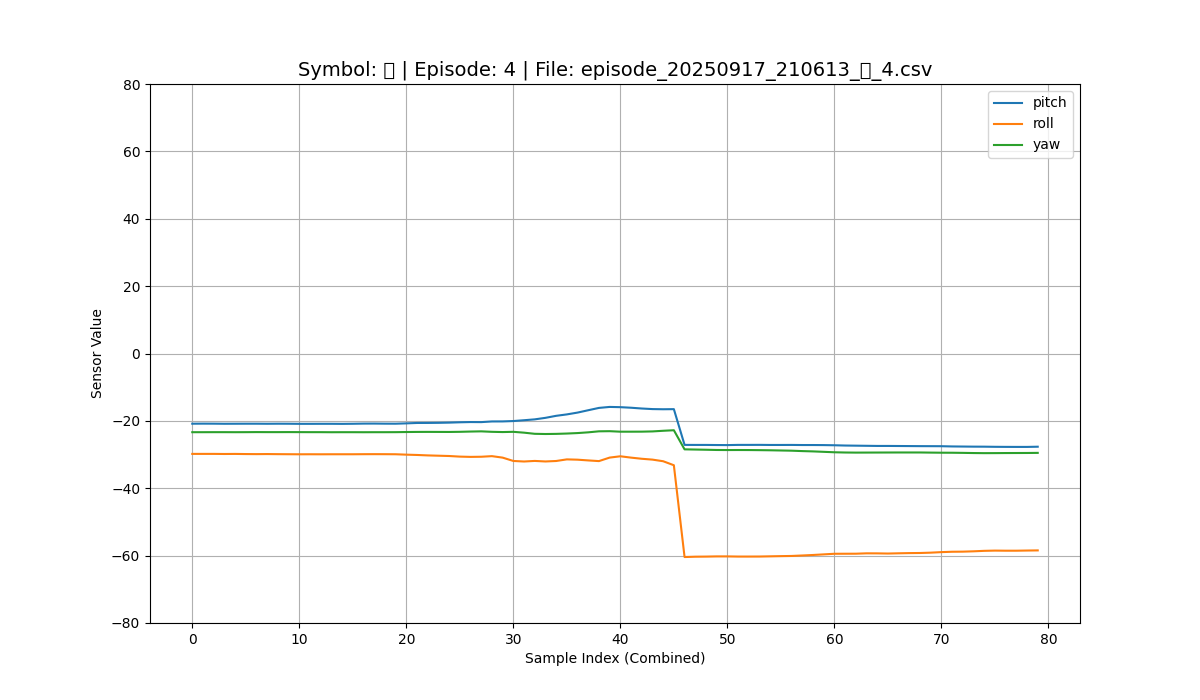 Symbol: | Episode: 4 | File: episode_20250917_210613_ _4.csv
80
60
40
20
0
−20
−40
−60
−80
Sensor Value
pitch
roll
yaw
0 10 20 30 40 50 60 70 80
Sample Index (Combined)